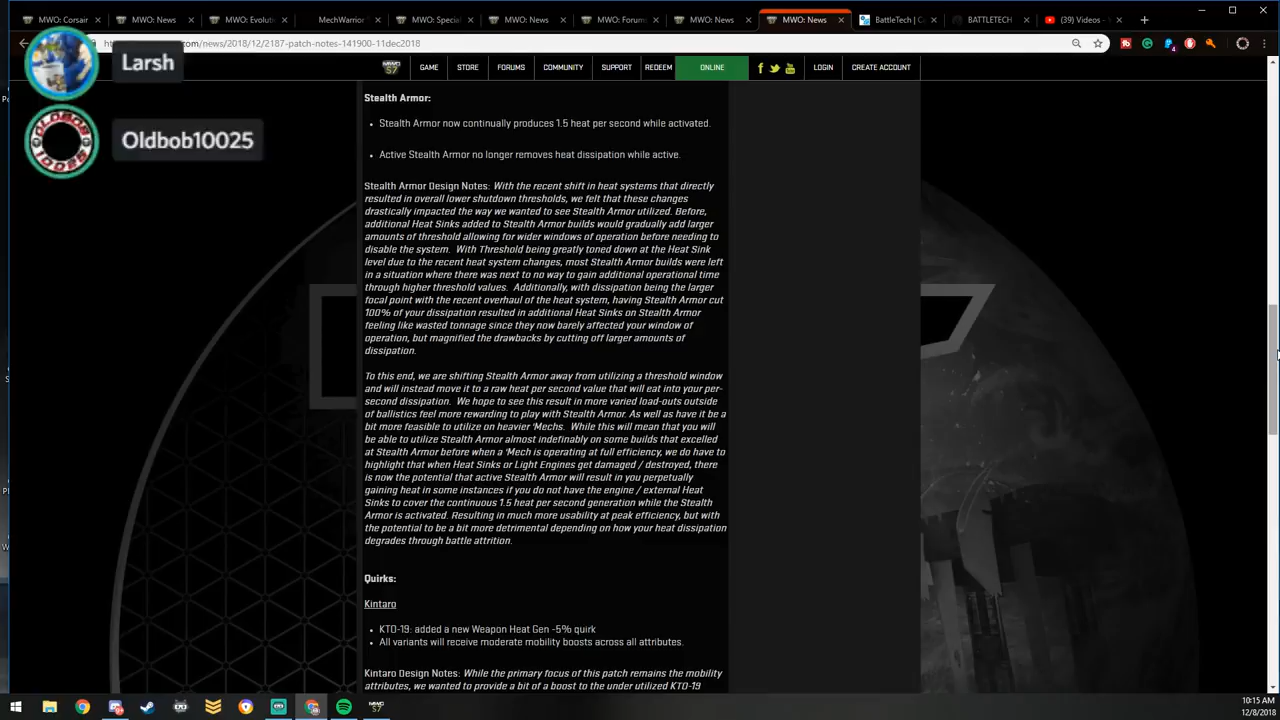 MWO: Corsair
MWO: News
MWO: Evoluti
MechWarrior
MWO: Special
MWO: News
MWO: Forum
MWO: News
MWO: News
BattleTech | C
BATTLETECH
(39) Videos -
.com/news/2018/12/2187-patch-notes-141900-11dec2018
Larsh
Oldbob10025
GAME STORE FORUMS COMMUNITY SUPPORT REDEEM ONLINE LOGIN CREATE ACCOUNT
Stealth Armor:
• Stealth Armor now continually produces 1.5 heat per second while activated.
• Active Stealth Armor no longer removes heat dissipation while active.
Stealth Armor Design Notes: With the recent shift in heat systems that directly
resulted in overall lower shutdown thresholds, we felt that these changes
drastically impacted the way we wanted to see Stealth Armor utilized. Before,
additional Heat Sinks added to Stealth Armor builds would gradually add larger
amounts of threshold allowing for wider windows of operation before needing to
disable the system. With Threshold being greatly toned down at the Heat Sink
level due to the recent heat system changes, most Stealth Armor builds were left
in a situation where there was next to no way to gain additional operational time
through higher threshold values. Additionally, with dissipation being the larger
focal point with the recent overhaul of the heat system, having Stealth Armor cut
100% of your dissipation resulted in additional Heat Sinks on Stealth Armor
feeling like wasted tonnage since they now barely affected your window of
operation, but magnified the drawbacks by cutting off larger amounts of
dissipation.
To this end, we are shifting Stealth Armor away from utilizing a threshold window
and will instead move it to a raw heat per second value that will eat into your per-
second dissipation. We hope to see this result in more varied load-outs outside
of ballistics feel more rewarding to play with Stealth Armor. As well as have it be a
bit more feasible to utilize on heavier 'Mechs. While this will mean that you will
be able to utilize Stealth Armor almost indefinably on some builds that excelled
at Stealth Armor before when a 'Mech is operating at full efficiency, we do have to
highlight that when Heat Sinks or Light Engines get damaged / destroyed, there
is now the potential that active Stealth Armor will result in you perpetually
gaining heat in some instances if you do not have the engine / external Heat
Sinks to cover the continuous 1.5 heat per second generation while the Stealth
Armor is activated. Resulting in much more usability at peak efficiency, but with
the potential to be a bit more detrimental depending on how your heat dissipation
degrades through battle attrition.
Quirks:
Kintaro
• KTO-19: added a new Weapon Heat Gen -5% quirk
• All variants will receive moderate mobility boosts across all attributes.
Kintaro Design Notes: While the primary focus of this patch remains the mobility
attributes, we wanted to provide a bit of a boost to the under utilized KTO-19
10:15 AM
12/8/2018